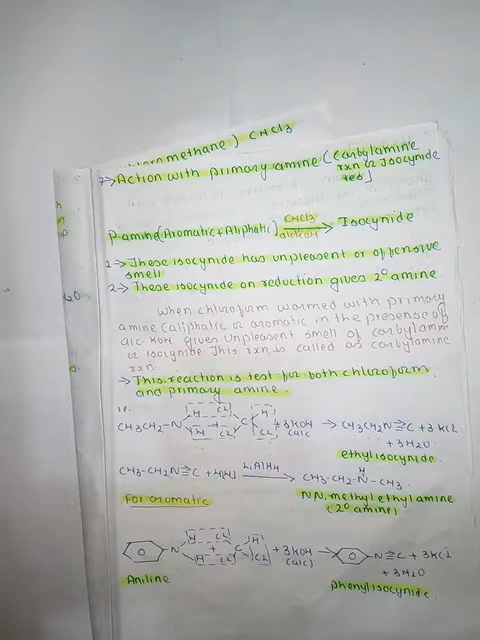 methane) CHCl3
7→ Action with primary amine (Carbylamine
rxn or Isocynide
test]
P-amine(Aromatic+Aliphatic) CHCl3 → Isocynide
alcKOH
1→ These isocynide has unpleasent or offensive
smell
2→ These isocynide on reduction gives 2° amine
When chloroform warmed with primary
amine (aliphatic or aromatic in the presence of
alc KOH gives Unpleasent smell of carbylamine
or isocynide This rxn is called as carbylamine
rxn.
→ This reaction is test for both chloroform
and primary amine.
ie.
CH3CH2-N H + Cl C H Cl + 3KOH (alc → CH3CH2N≡C + 3KCl
H Cl + 3H2O
ethylisocynide
CH3-CH2N≡C + 4[H] LiAlH4 → CH3-CH2-N-CH3
H
For aromatic
N,N, methylethylamine
(2° amine)
N H + Cl C H Cl + 3KOH (alc) → N≡C + 3KCl
H Cl + 3H2O
Aniline
phenylisocynide